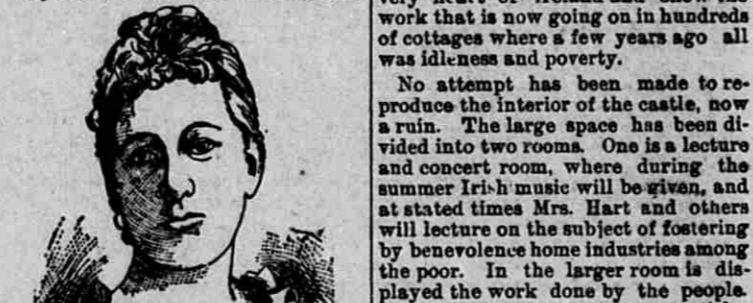 work that is now going on in hundreds
of cottages where a few years ago all
was idleness and poverty.
No attempt has been made to re-
produce the interior of the castle, now
a ruin. The large space has been di-
vided into two rooms. One is a lecture
and concert room, where during the
summer Irish music will be given, and
at stated times Mrs. Hart and others
will lecture on the subject of fostering
by benevolence home industries among
the poor. In the larger room is dis-
played the work done by the people.